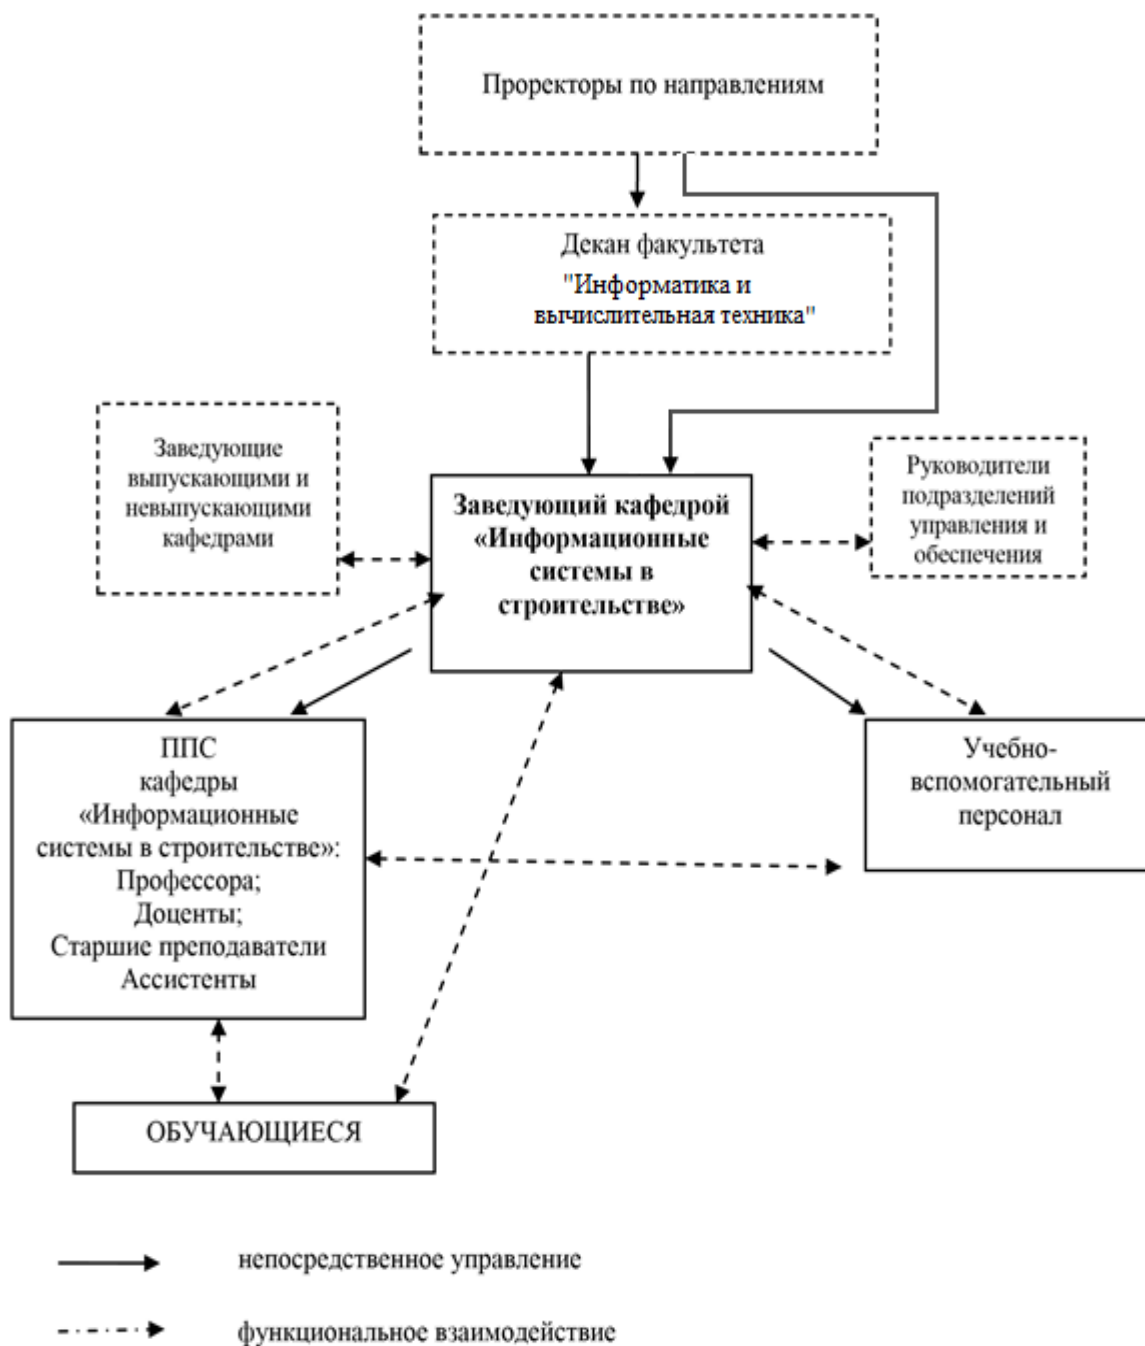 Проректоры по направлениям
Декан факультета
"Информатика и
вычислительная техника"
Заведующие
выпускающими и
невыпускающими
кафедрами
Заведующий кафедрой
«Информационные
системы в
строительстве»
Руководители
подразделений
управления и
обеспечения
ППС
кафедры
«Информационные
системы в строительстве»:
Профессора;
Доценты;
Старшие преподаватели
Ассистенты
Учебно-
вспомогательный
персонал
ОБУЧАЮЩИЕСЯ
непосредственное управление
функциональное взаимодействие